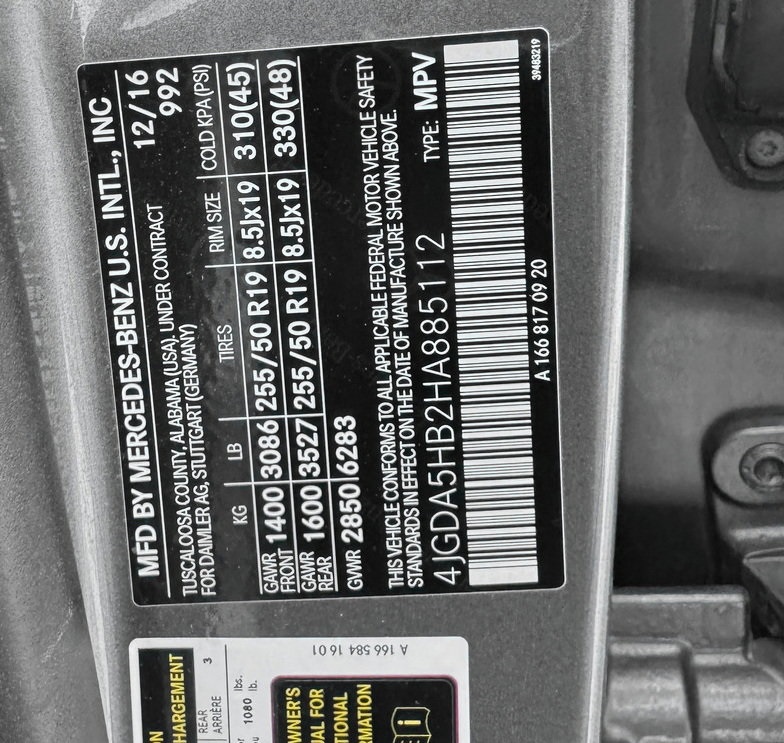 MFD BY MERCEDES-BENZ U.S. INTL., INC
TUSCALOOSA COUNTY, ALABAMA (USA), UNDER CONTRACT 12/16
FOR DAIMLER AG, STUTTGART (GERMANY) 992
KG LB TIRES RIM SIZE COLD KPA(PSI)
GAWR FRONT 1400 3086 255/50 R19 8.5Jx19 310(45)
GAWR REAR 1600 3527 255/50 R19 8.5Jx19 330(48)
GVWR 2850 6283
THIS VEHICLE CONFORMS TO ALL APPLICABLE FEDERAL MOTOR VEHICLE SAFETY
STANDARDS IN EFFECT ON THE DATE OF MANUFACTURE SHOWN ABOVE.
4JGDA5HB2HA885112 TYPE: MPV
A 166 817 09 20
39483219
A 166 584 16 01
REAR 3
ARRIÈRE
1080 lbs.
lb.
i